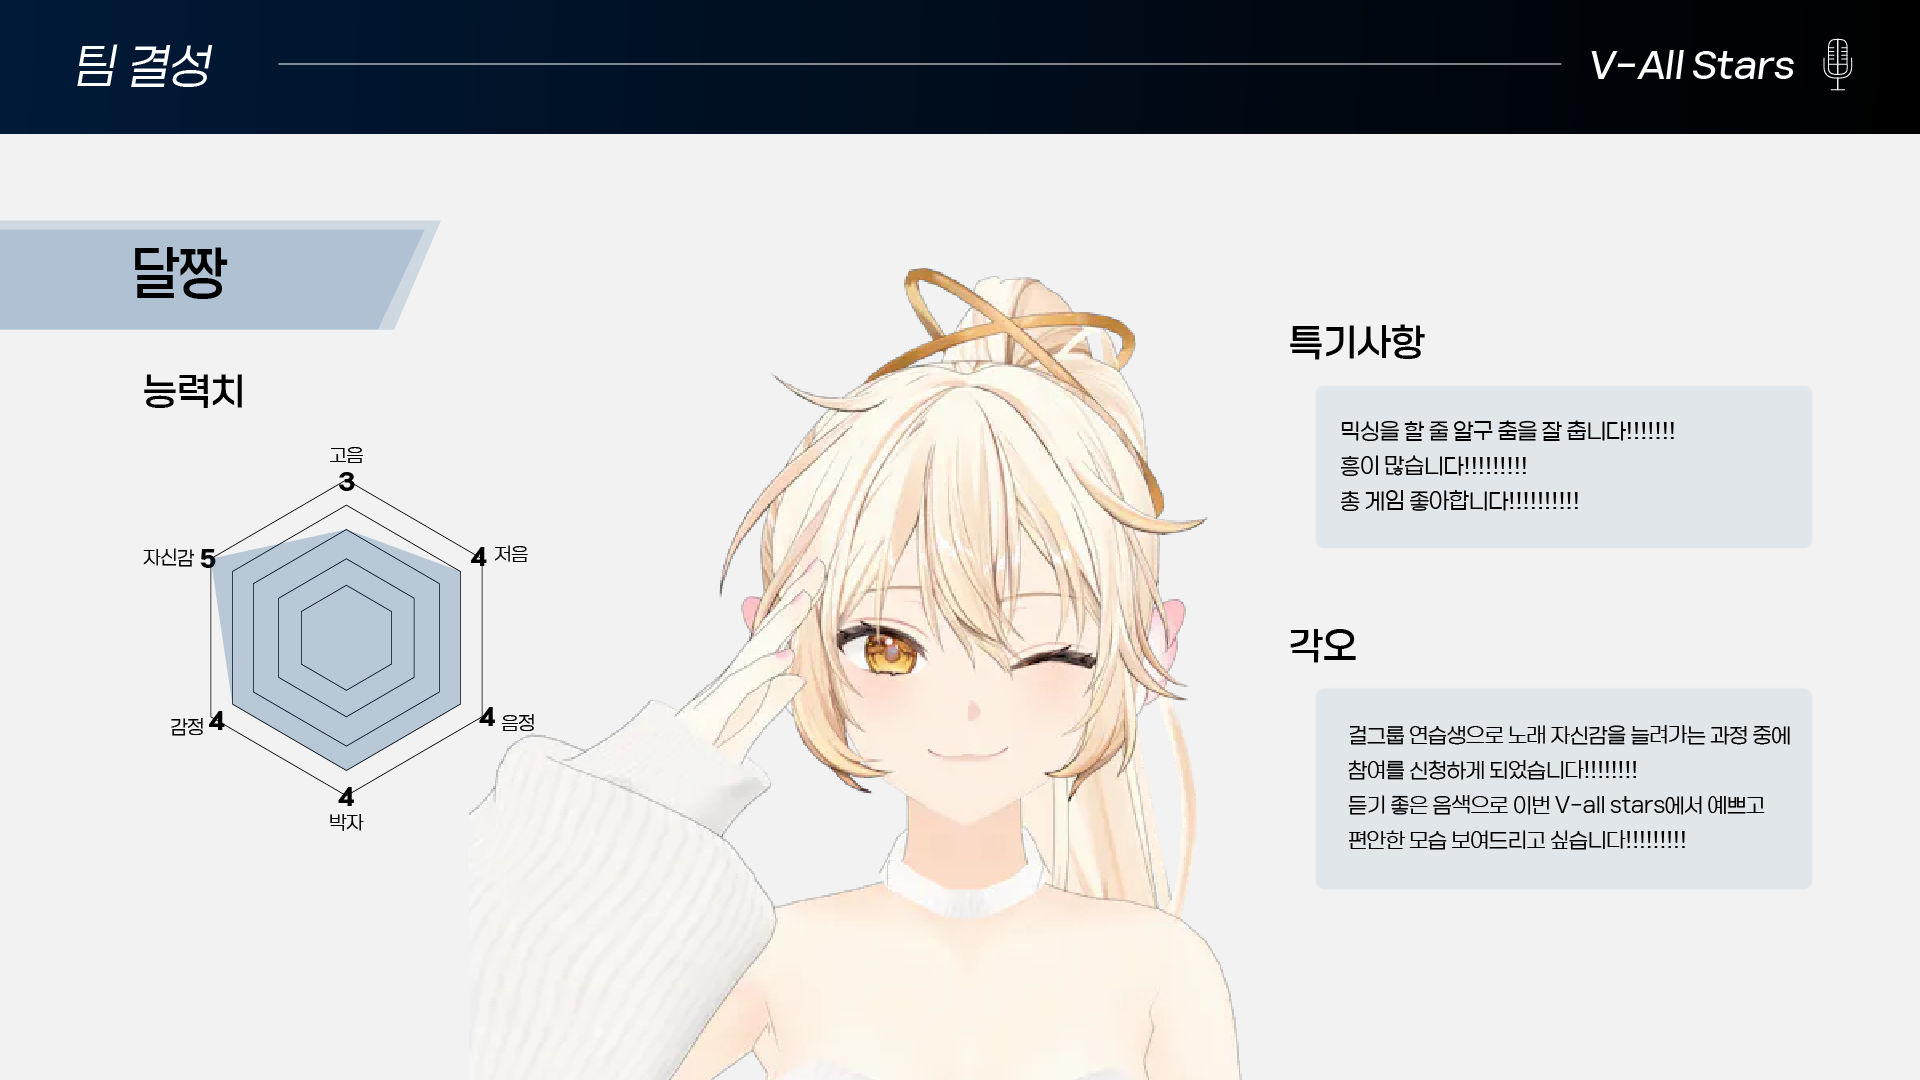 팀 결성
V-All Stars
달짱
능력치
고음
3
자신감 5
4 저음
감정 4
4 음정
4
박자
특기사항
믹싱을 할 줄 알구 춤을 잘 춥니다!!!!!!!
흥이 많습니다!!!!!!!!!
총 게임 좋아합니다!!!!!!!!!!
각오
걸그룹 연습생으로 노래 자신감을 늘려가는 과정 중에
참여를 신청하게 되었습니다!!!!!!!!
듣기 좋은 음색으로 이번 V-all stars에서 예쁘고
편안한 모습 보여드리고 싶습니다!!!!!!!!!